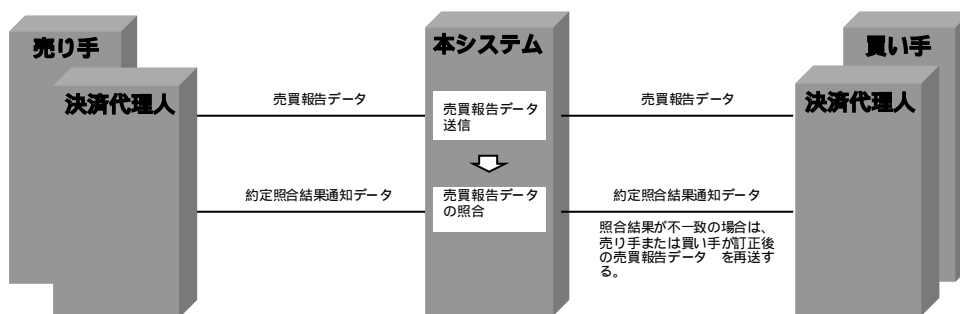 売り手
決済代理人
本システム
買い手
決済代理人
売買報告データ
売買報告データ
売買報告データ
送信
約定照合結果通知データ
売買報告データ
の照合
約定照合結果通知データ
照合結果が不一致の場合は、
売り手または買い手が訂正後
の売買報告データ を再送す
る。